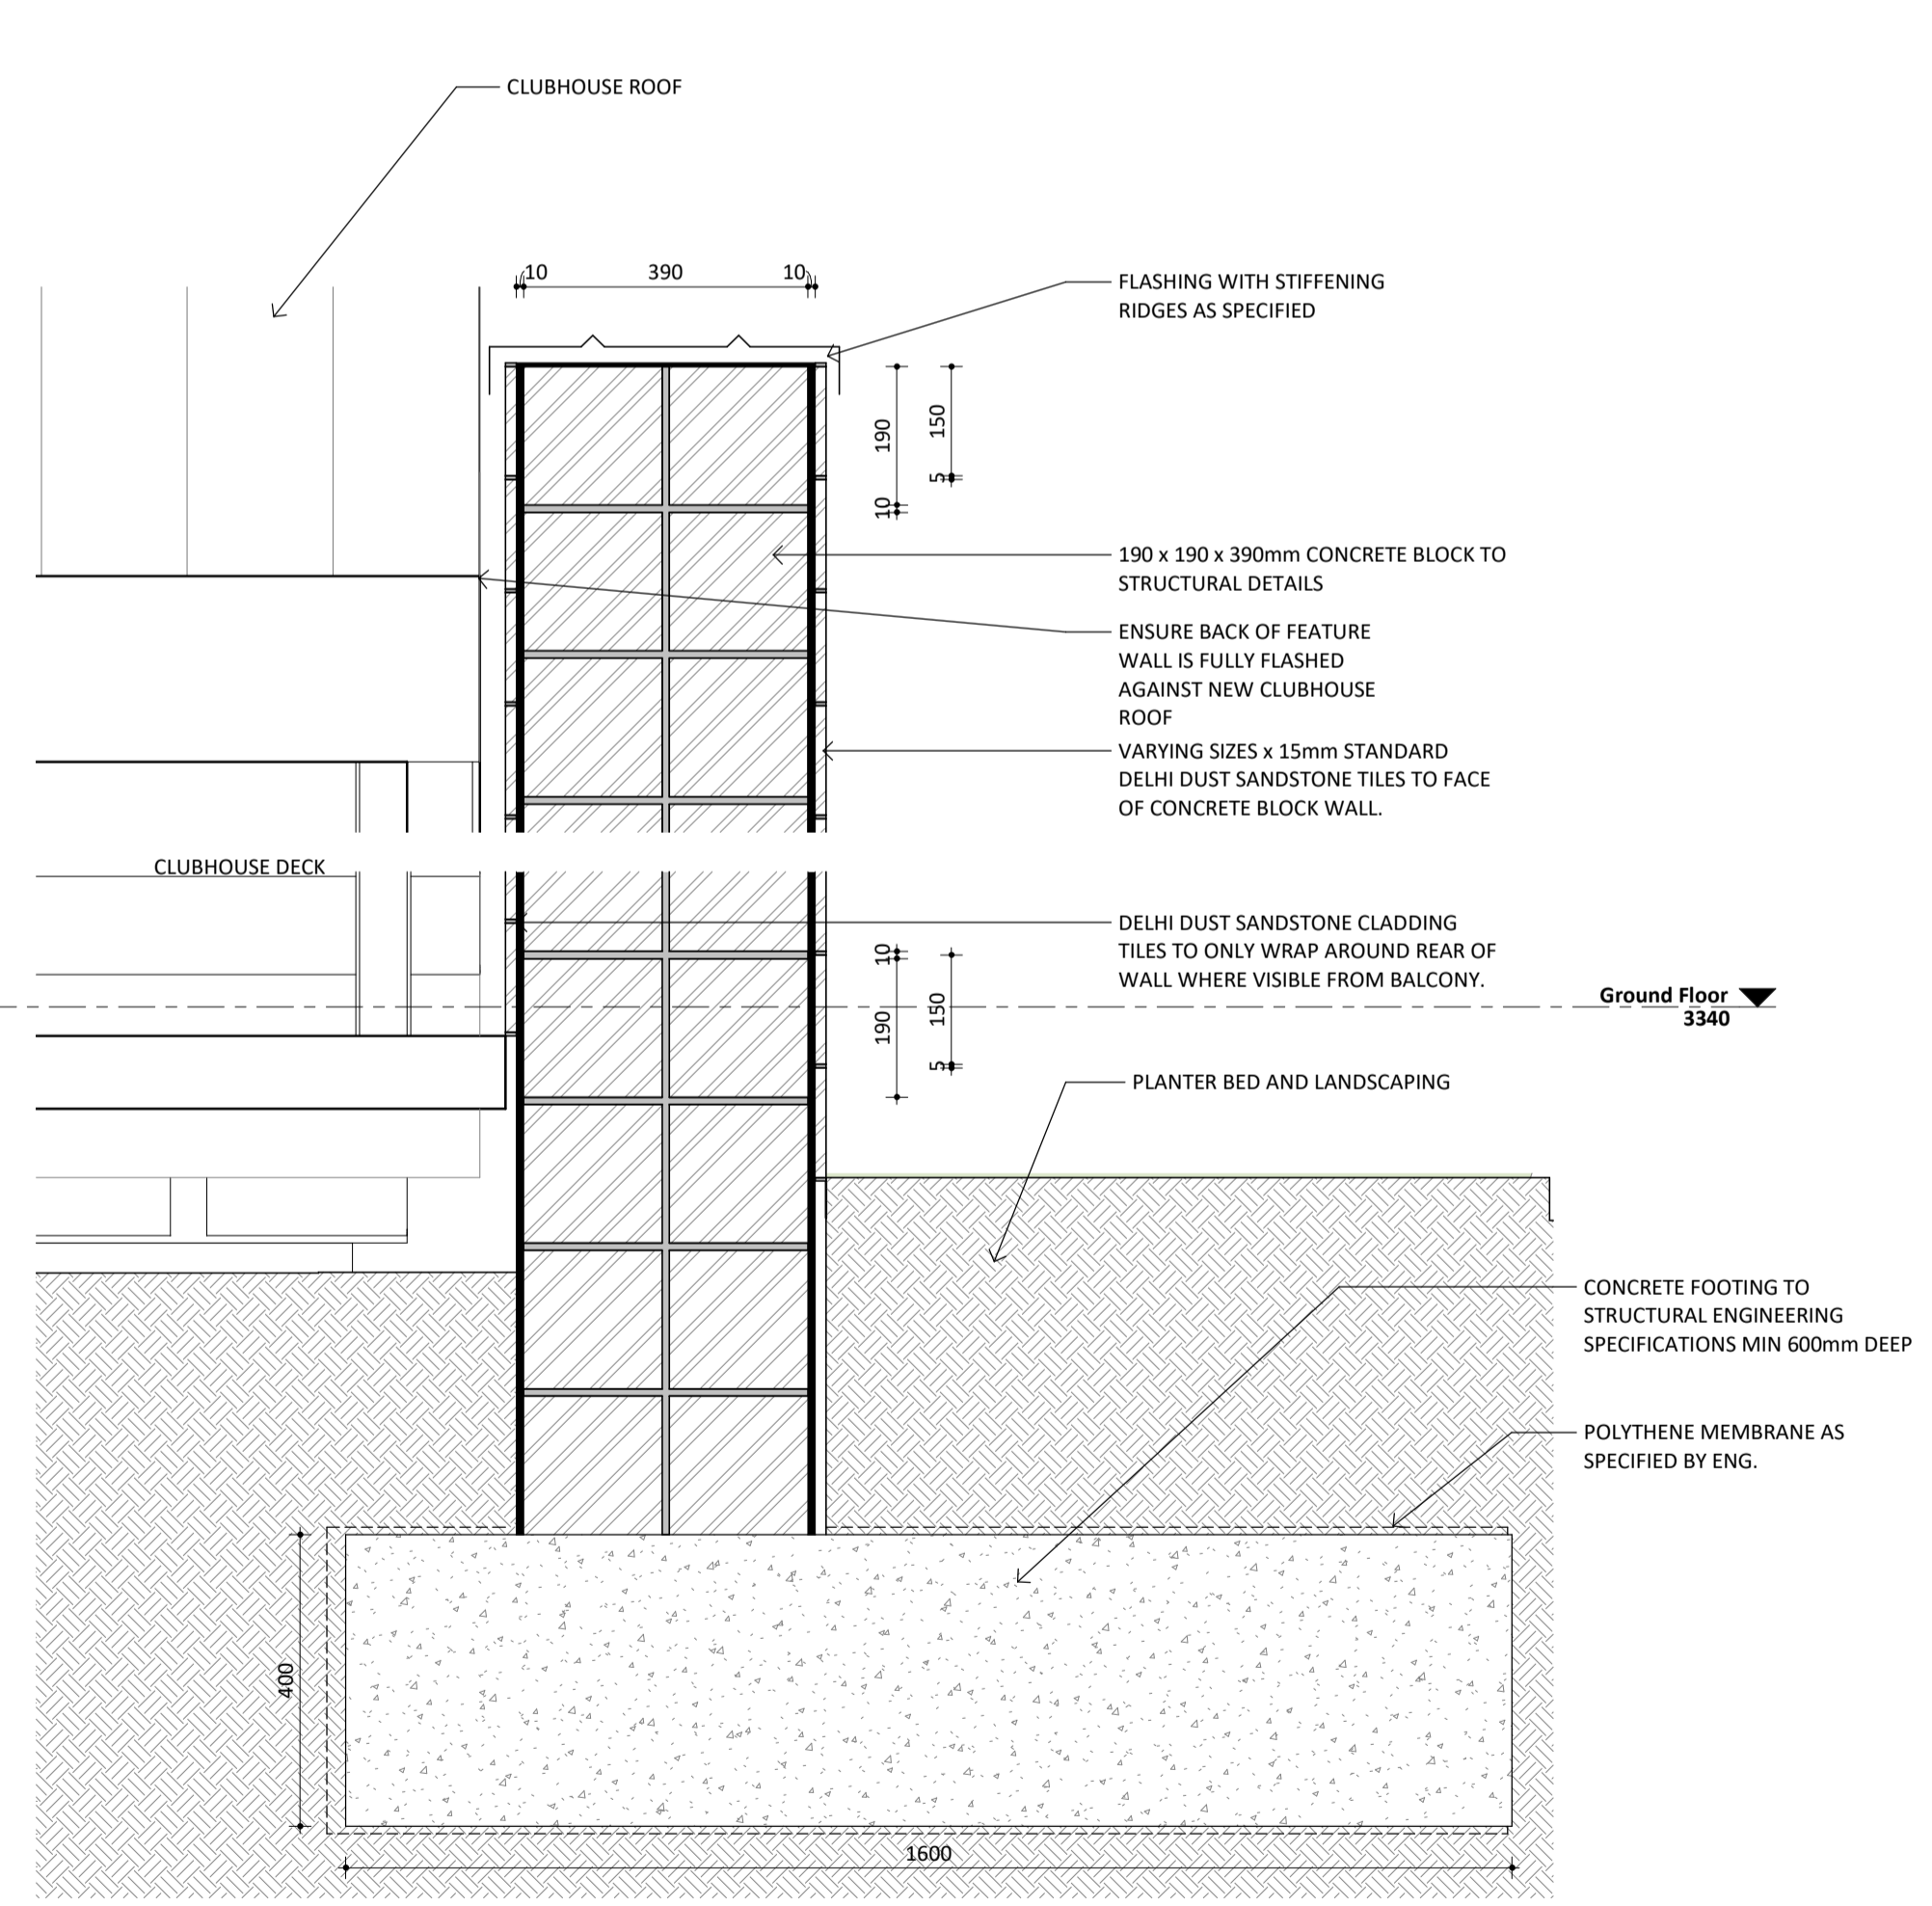 CLUBHOUSE ROOF
10
390
10
FLASHING WITH STIFFENING
RIDGES AS SPECIFIED
190
150
5
10
190 x 190 x 390mm CONCRETE BLOCK TO
STRUCTURAL DETAILS
ENSURE BACK OF FEATURE
WALL IS FULLY FLASHED
AGAINST NEW CLUBHOUSE
ROOF
VARYING SIZES x 15mm STANDARD
DELHI DUST SANDSTONE TILES TO FACE
OF CONCRETE BLOCK WALL.
CLUBHOUSE DECK
DELHI DUST SANDSTONE CLADDING
TILES TO ONLY WRAP AROUND REAR OF
WALL WHERE VISIBLE FROM BALCONY.
10
190
150
5
Ground Floor
3340
PLANTER BED AND LANDSCAPING
CONCRETE FOOTING TO
STRUCTURAL ENGINEERING
SPECIFICATIONS MIN 600mm DEEP
POLYTHENE MEMBRANE AS
SPECIFIED BY ENG.
400
1600